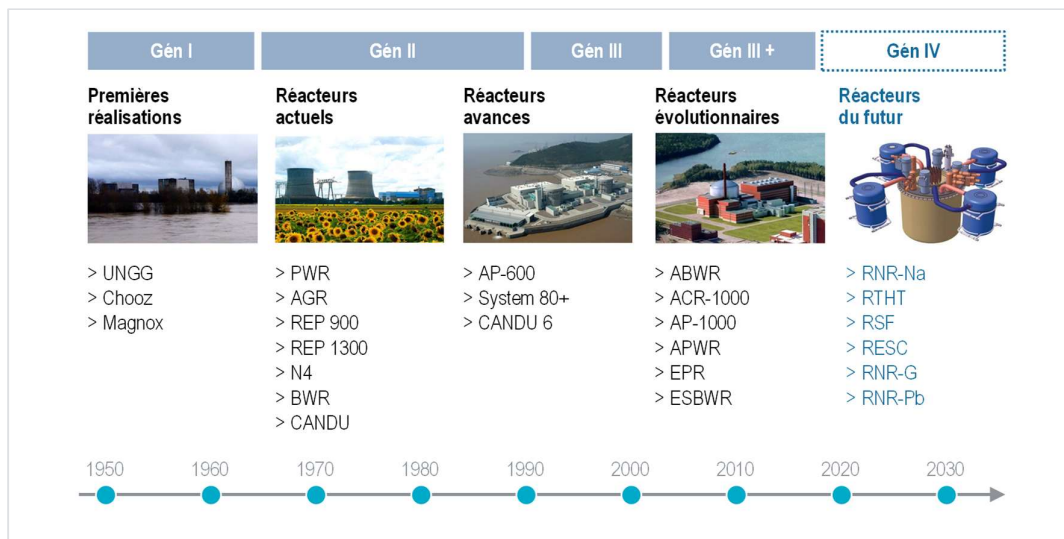 Gén I
Gén II
Gén III
Gén III +
Gén IV
Premières
réalisations
Réacteurs
actuels
Réacteurs
avances
Réacteurs
évolutionnaires
Réacteurs
du futur
> UNGG
> Chooz
> Magnox
> PWR
> AGR
> REP 900
> REP 1300
> N4
> BWR
> CANDU
> AP-600
> System 80+
> CANDU 6
> ABWR
> ACR-1000
> AP-1000
> APWR
> EPR
> ESBWR
> RNR-Na
> RTHT
> RSF
> RESC
> RNR-G
> RNR-Pb
1950 1960 1970 1980 1990 2000 2010 2020 2030